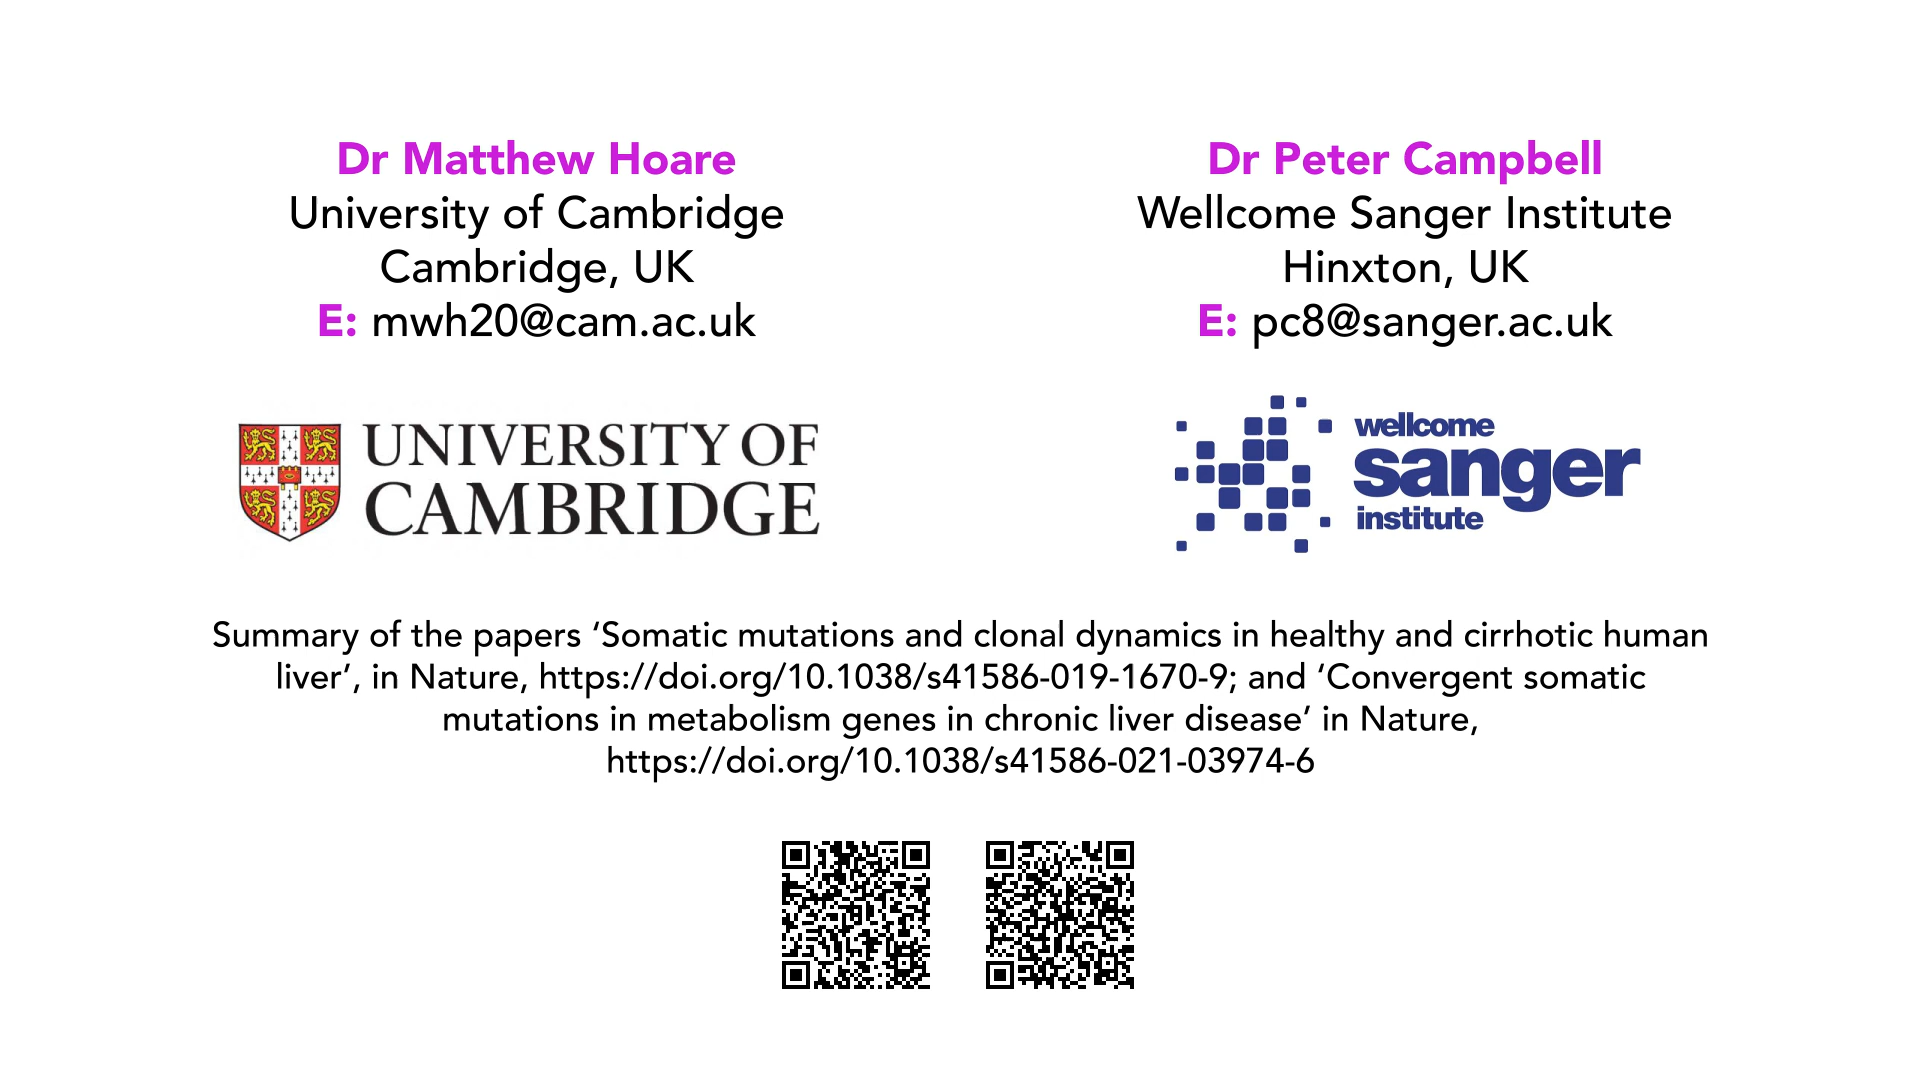 Dr Matthew Hoare
University of Cambridge
Cambridge, UK
E: mwh20@cam.ac.uk
Dr Peter Campbell
Wellcome Sanger Institute
Hinxton, UK
E: pc8@sanger.ac.uk
UNIVERSITY OF
CAMBRIDGE
wellcome
sanger
institute
Summary of the papers ‘Somatic mutations and clonal dynamics in healthy and cirrhotic human
liver’, in Nature, https://doi.org/10.1038/s41586-019-1670-9; and ‘Convergent somatic
mutations in metabolism genes in chronic liver disease’ in Nature,
https://doi.org/10.1038/s41586-021-03974-6